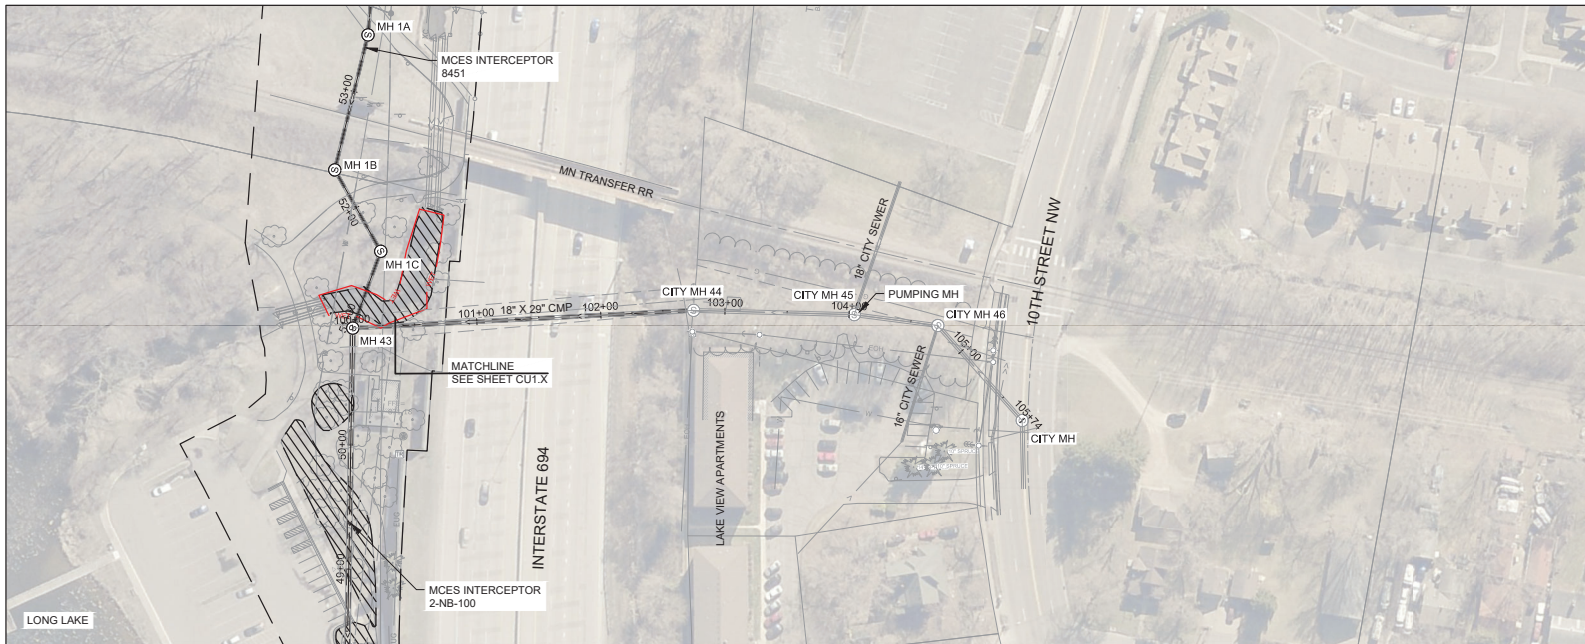 MH 1A
MCES INTERCEPTOR
8451
53+00
MH 1B
MN TRANSFER RR
52+00
MH 1C
18" CITY SEWER
10TH STREET NW
CITY MH 44
CITY MH 45
PUMPING MH
101+00
18" X 29" CMP
102+00
103+00
104+00
CITY MH 46
100+00
MH 43
105+00
MATCHLINE
SEE SHEET CU1.X
16" CITY SEWER
105+74
CITY MH
50+00
INTERSTATE 694
LAKE VIEW APARTMENTS
49+00
MCES INTERCEPTOR
2-NB-100
LONG LAKE